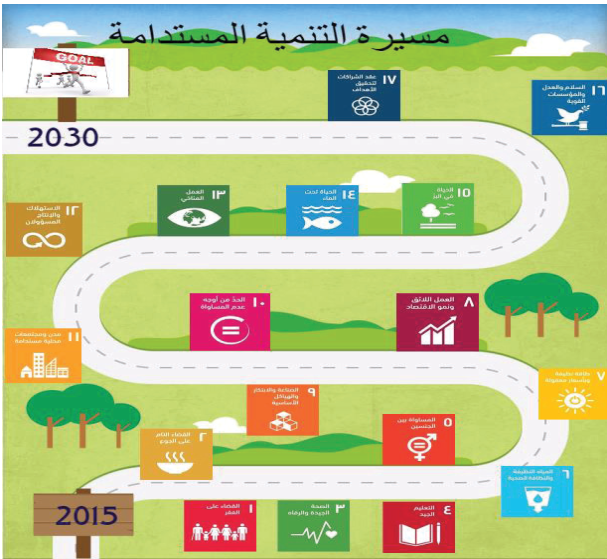 مسيرة التنمية المستدامة
GOAL
١٧ عقد الشراكات
لتحقيق
الأهداف
١٦ السلام والعدل
والمؤسسات
القوية
2030
١٥ الحياة
في البر
١٤ الحياة تحت
الماء
١٣ العمل
المناخي
١٢ الاستهلاك
والإنتاج
المسؤولان
١٠ الحدّ من أوجه
عدم المساواة
٨ العمل اللائق
ونمو الاقتصاد
١١ مدن ومجتمعات
محلية مستدامة
٧ طاقة نظيفة
وبأسعار معقولة
٩ الصناعة والابتكار
والهياكل
الأساسية
٥ المساواة بين
الجنسين
٢ القضاء التام
على الجوع
٦ المياه النظيفة
والنظافة الصحية
2015
١ القضاء على
الفقر
٣ الصحة
الجيدة والرفاه
٤ التعليم
الجيد